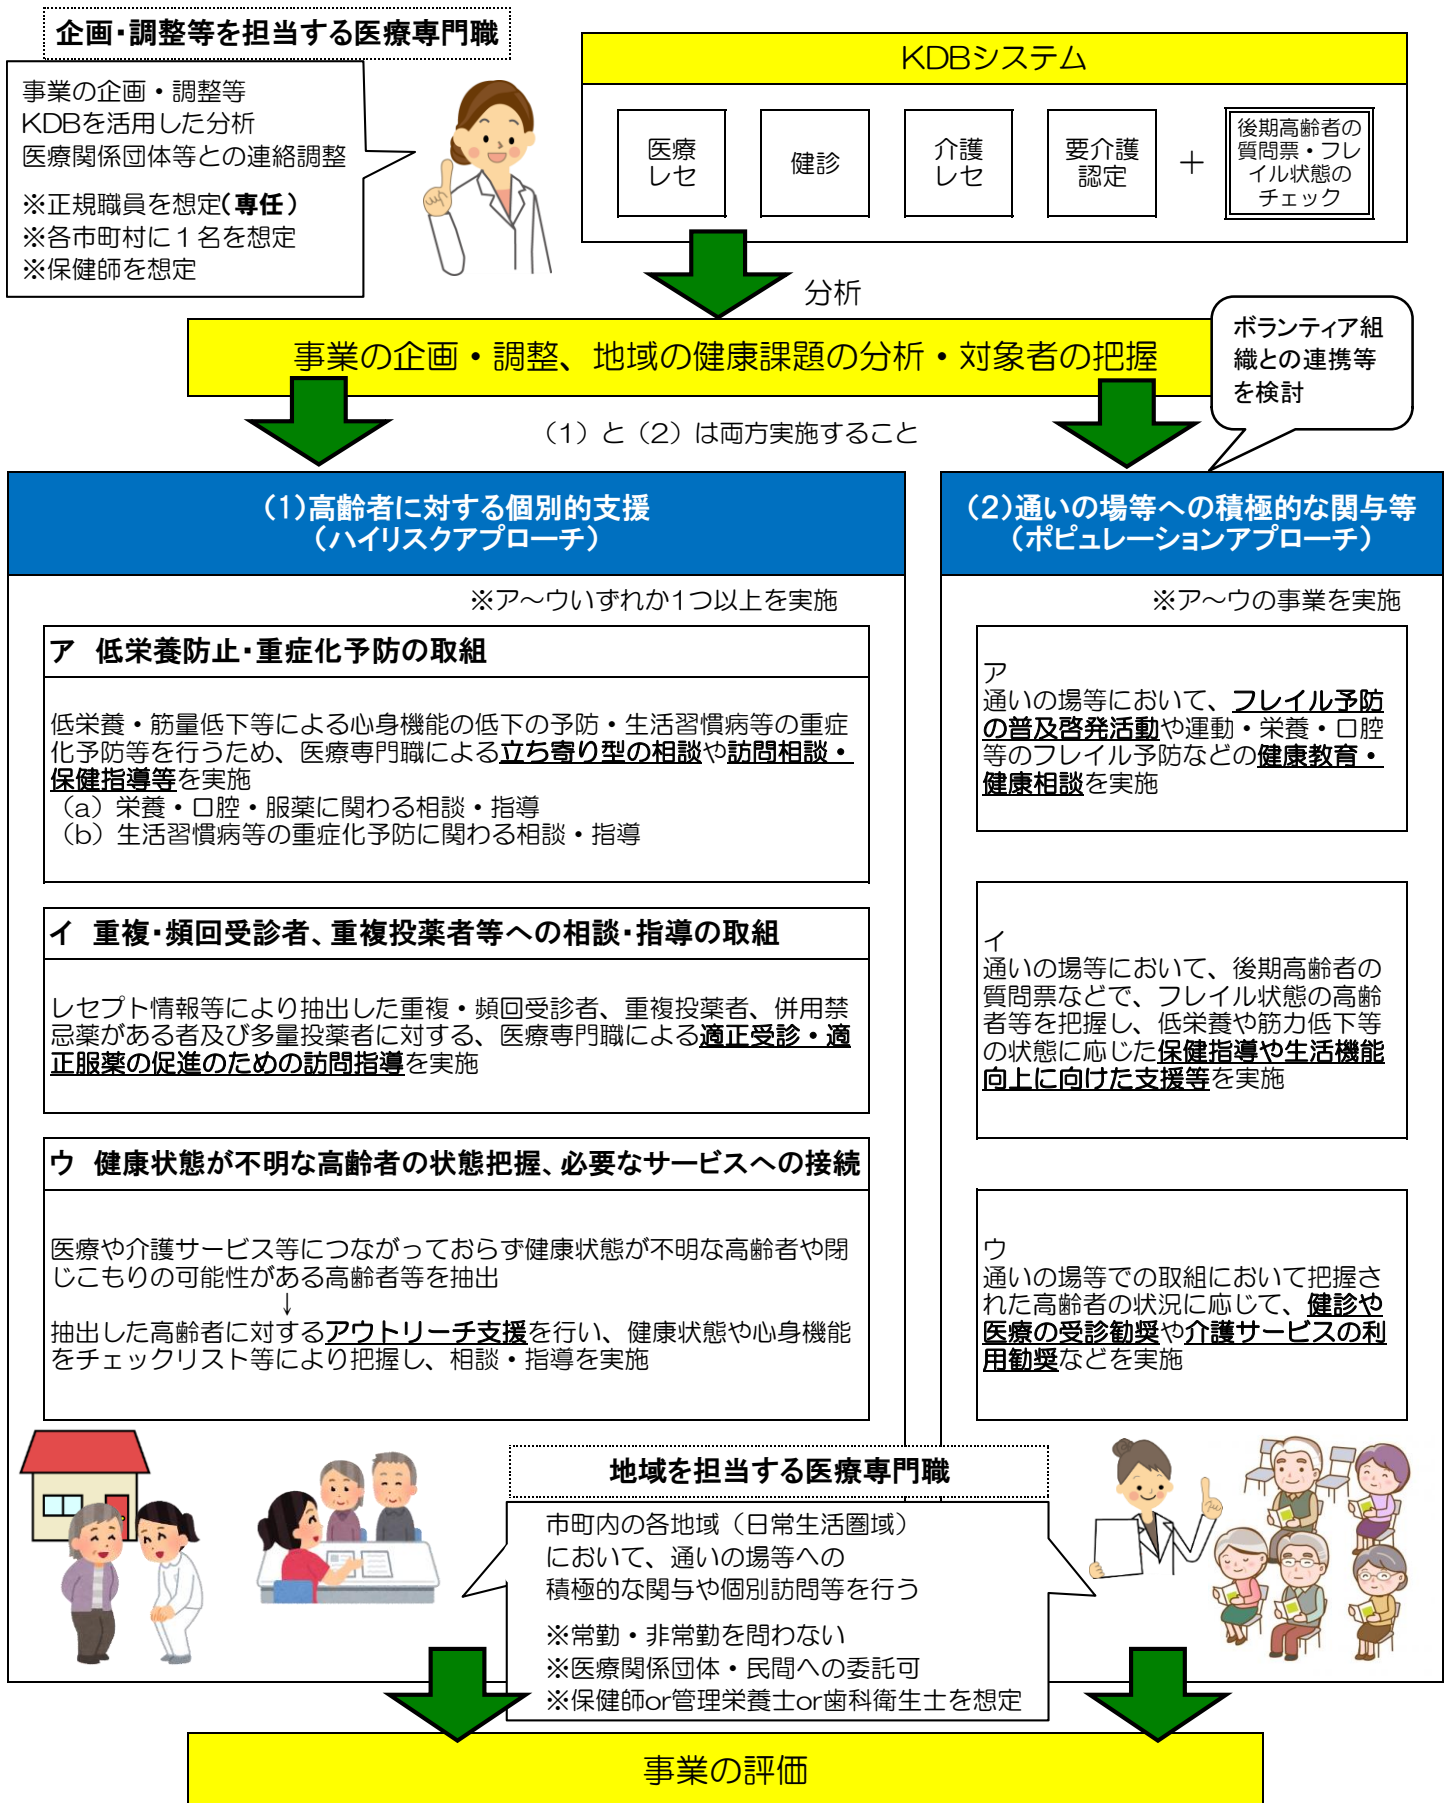 企画・調整等を担当する医療専門職
事業の企画・調整等
KDBを活用した分析
医療関係団体等との連絡調整
※正規職員を想定(専任)
※各市町村に1名を想定
※保健師を想定
KDBシステム
医療
レセ
健診
介護
レセ
要介護
認定
＋
後期高齢者の
質問票・フレ
イル状態の
チェック
分析
事業の企画・調整、地域の健康課題の分析・対象者の把握
ボランティア組
織との連携等
を検討
（1）と（2）は両方実施すること
(1)高齢者に対する個別的支援
(ハイリスクアプローチ)
※ア～ウいずれか1つ以上を実施
ア　低栄養防止・重症化予防の取組
低栄養・筋量低下等による心身機能の低下の予防・生活習慣病等の重症
化予防等を行うため、医療専門職による立ち寄り型の相談や訪問相談・
保健指導等を実施
（a）栄養・口腔・服薬に関わる相談・指導
（b）生活習慣病等の重症化予防に関わる相談・指導
イ　重複・頻回受診者、重複投薬者等への相談・指導の取組
レセプト情報等により抽出した重複・頻回受診者、重複投薬者、併用禁
忌薬がある者及び多量投薬者に対する、医療専門職による適正受診・適
正服薬の促進のための訪問指導を実施
ウ　健康状態が不明な高齢者の状態把握、必要なサービスへの接続
医療や介護サービス等につながっておらず健康状態が不明な高齢者や閉
じこもりの可能性がある高齢者等を抽出
↓
抽出した高齢者に対するアウトリーチ支援を行い、健康状態や心身機能
をチェックリスト等により把握し、相談・指導を実施
(2)通いの場等への積極的な関与等
(ポピュレーションアプローチ)
※ア～ウの事業を実施
ア
通いの場等において、フレイル予防
の普及啓発活動や運動・栄養・口腔
等のフレイル予防などの健康教育・
健康相談を実施
イ
通いの場等において、後期高齢者の
質問票などで、フレイル状態の高齢
者等を把握し、低栄養や筋力低下等
の状態に応じた保健指導や生活機能
向上に向けた支援等を実施
ウ
通いの場等での取組において把握さ
れた高齢者の状況に応じて、健診や
医療の受診勧奨や介護サービスの利
用勧奨などを実施
地域を担当する医療専門職
市町内の各地域（日常生活圏域）
において、通いの場等への
積極的な関与や個別訪問等を行う
※常勤・非常勤を問わない
※医療関係団体・民間への委託可
※保健師or管理栄養士or歯科衛生士を想定
事業の評価